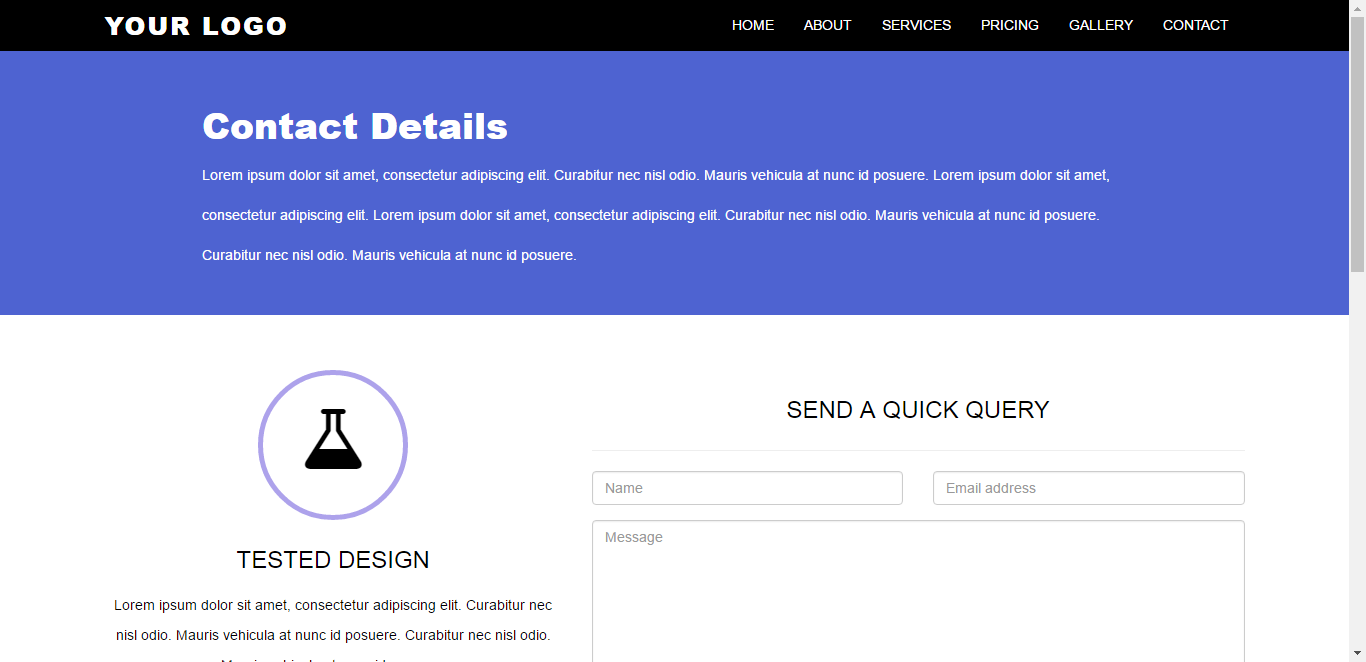 YOUR LOGO
HOME ABOUT SERVICES PRICING GALLERY CONTACT
Contact Details
Lorem ipsum dolor sit amet, consectetur adipiscing elit. Curabitur nec nisl odio. Mauris vehicula at nunc id posuere. Lorem ipsum dolor sit amet,
consectetur adipiscing elit. Lorem ipsum dolor sit amet, consectetur adipiscing elit. Curabitur nec nisl odio. Mauris vehicula at nunc id posuere.
Curabitur nec nisl odio. Mauris vehicula at nunc id posuere.
TESTED DESIGN
Lorem ipsum dolor sit amet, consectetur adipiscing elit. Curabitur nec
nisl odio. Mauris vehicula at nunc id posuere. Curabitur nec nisl odio.
SEND A QUICK QUERY
Name
Email address
Message